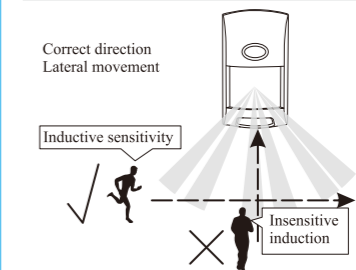 Correct direction
Lateral movement
Inductive sensitivity
Insensitive
induction